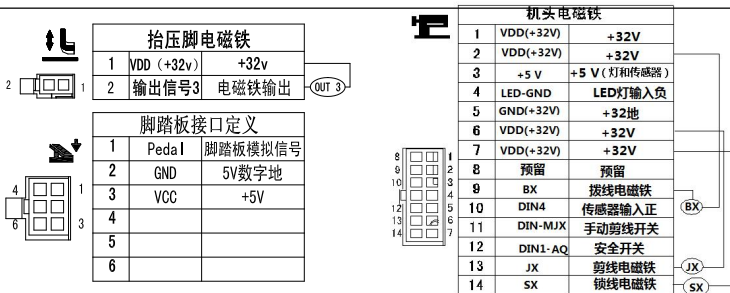 抬压脚电磁铁
1 VDD（+32v） +32v
2 输出信号3 电磁铁输出 OUT 3
2 1
脚踏板接口定义
1 Pedal 脚踏板模拟信号
2 GND 5V数字地
3 VCC +5V
4
5
6
4 1
6 3
机头电磁铁
1 VDD(+32V) +32V
2 VDD(+32V) +32V
3 +5 V +5 V（灯和传感器）
4 LED-GND LED灯输入负
5 GND(+32V) +32地
6 VDD(+32V) +32V
7 VDD(+32V) +32V
8 预留 预留
9 BX 拨线电磁铁
10 DIN4 传感器输入正 BX
11 DIN-MJX 手动剪线开关
12 DIN1-AQ 安全开关
13 JX 剪线电磁铁 JX
14 SX 锁线电磁铁 SX
8 1
9 2
10 3
4
12 5
13 6
14 7